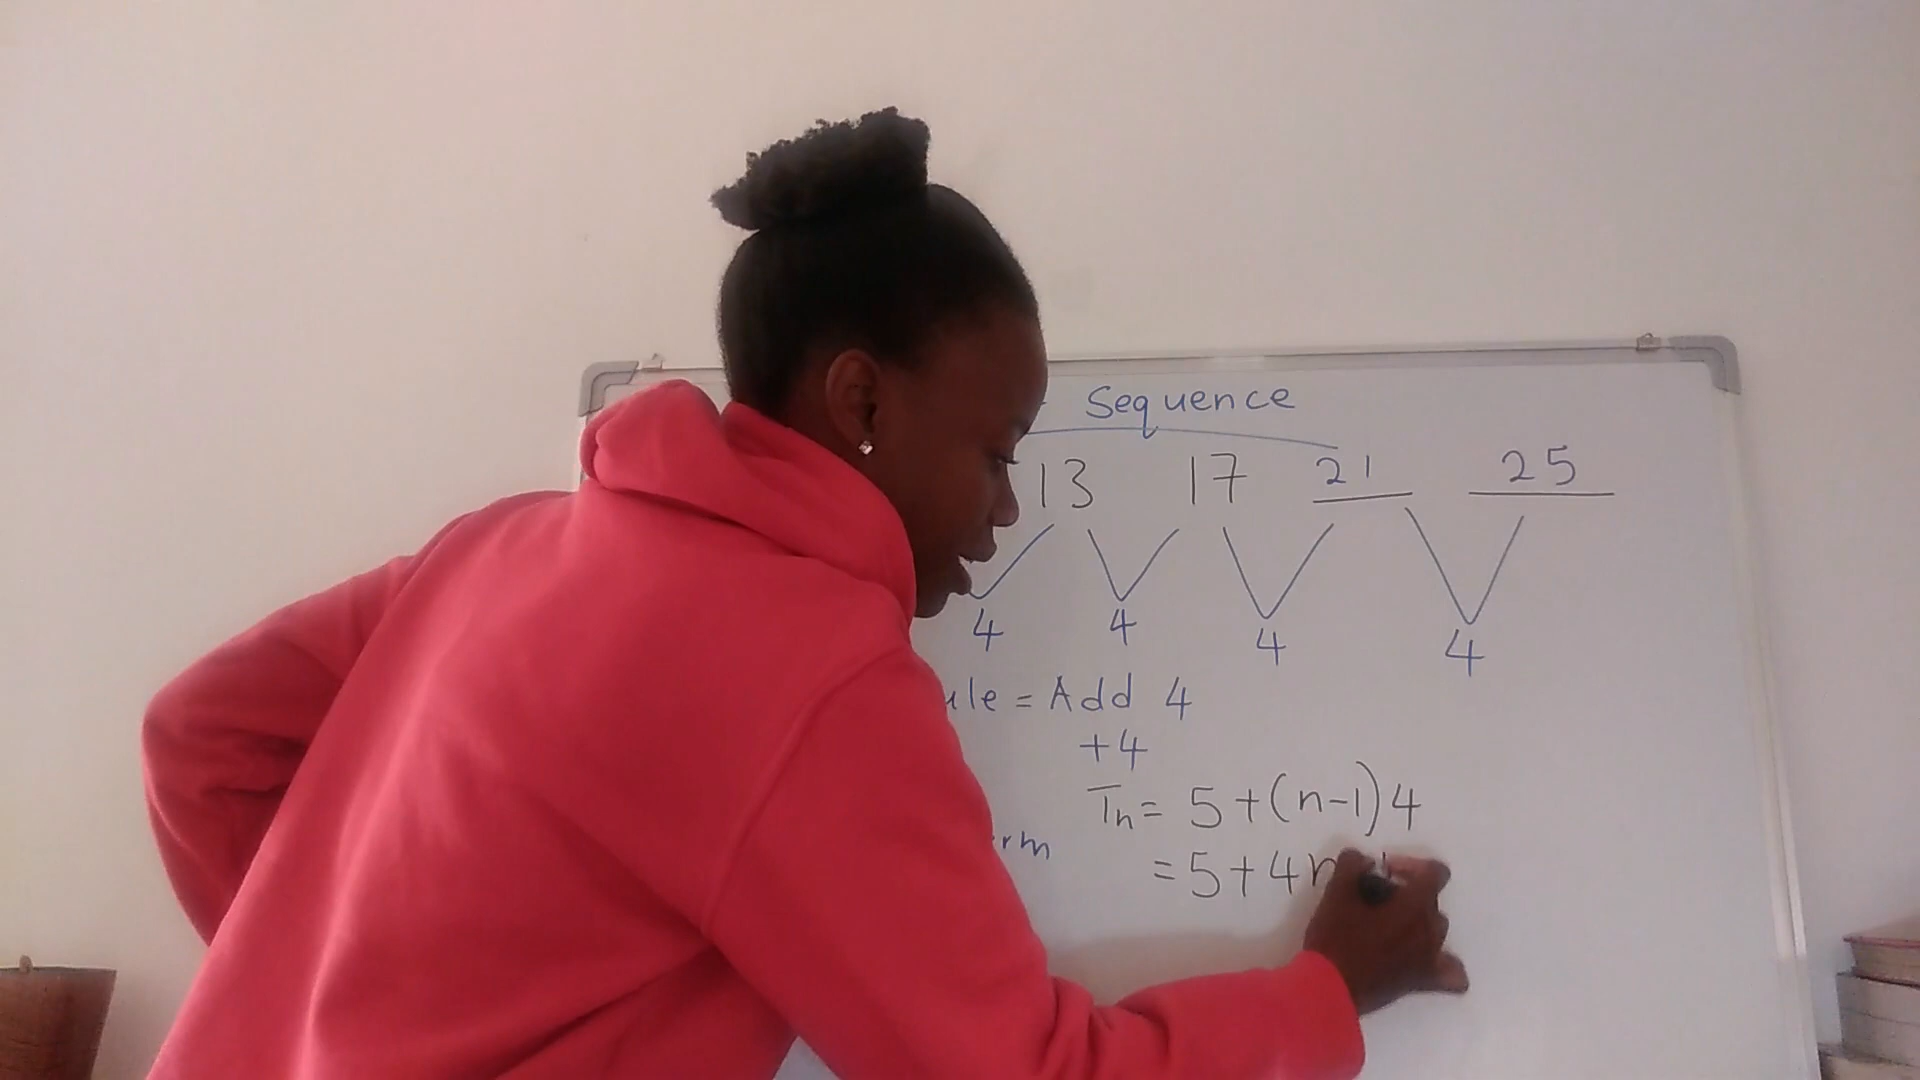 Sequence
13 17 21 25
4 4 4 4
ule = Add 4
+4
Tn = 5+(n-1)4
rm
= 5+4n